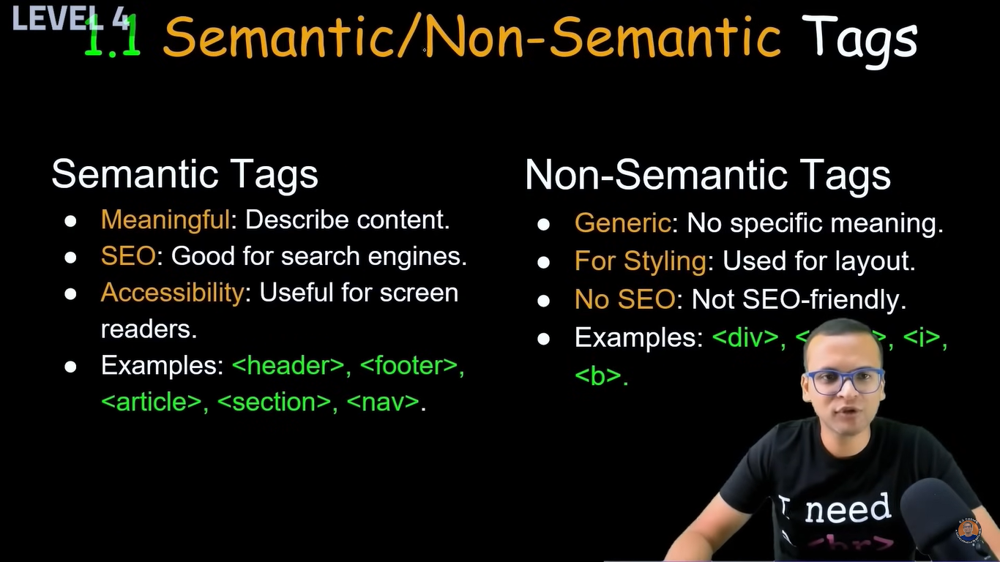 LEVEL 4
1.1 Semantic/Non-Semantic Tags
Semantic Tags
● Meaningful: Describe content.
● SEO: Good for search engines.
● Accessibility: Useful for screen
readers.
● Examples: <header>, <footer>,
<article>, <section>, <nav>.
Non-Semantic Tags
● Generic: No specific meaning.
● For Styling: Used for layout.
● No SEO: Not SEO-friendly.
● Examples: <div>, <i>,
<b>.
I need
<br>